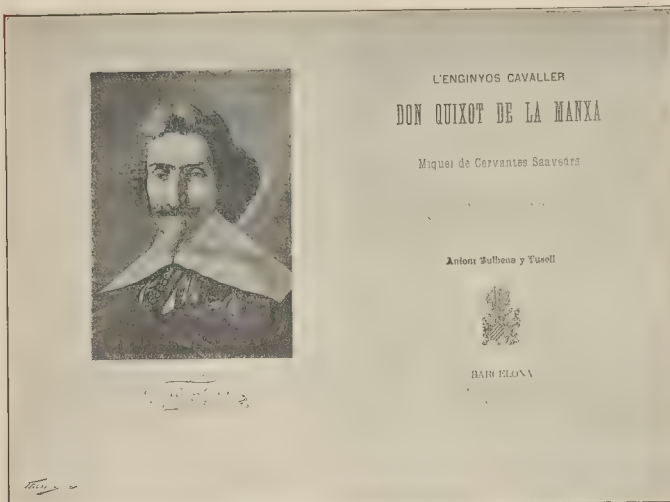 L'ENGINYOS CAVALLER
DON QUIXOT DE LA MANXA
Miquel de Cervantes Saavedra
Antoni Bulbena y Tusell
BARCELONA